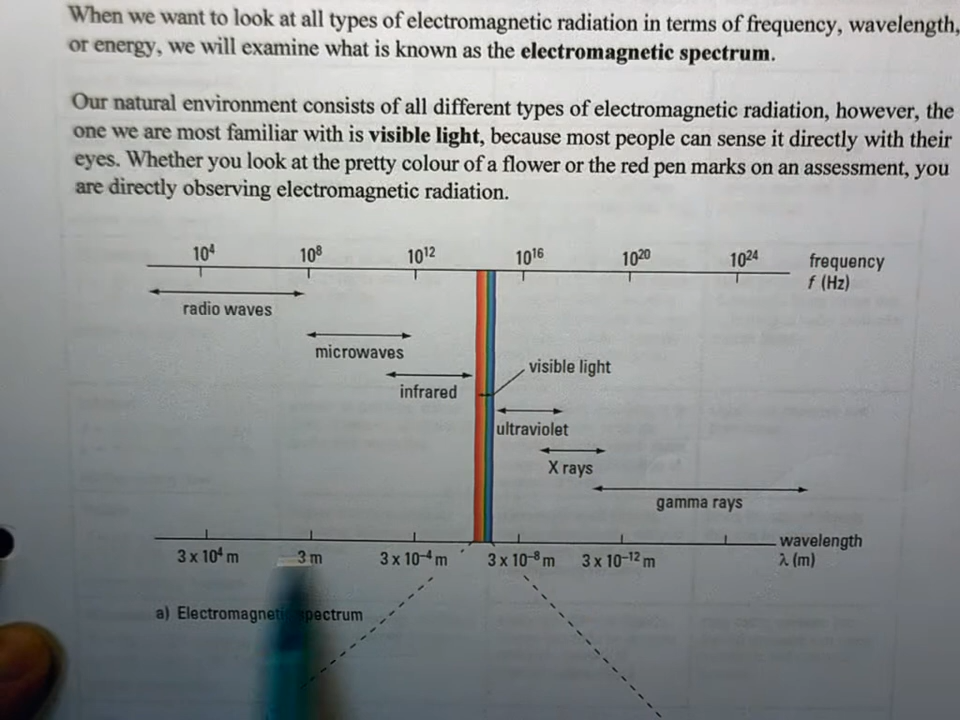 When we want to look at all types of electromagnetic radiation in terms of frequency, wavelength,
or energy, we will examine what is known as the electromagnetic spectrum.
Our natural environment consists of all different types of electromagnetic radiation, however, the
one we are most familiar with is visible light, because most people can sense it directly with their
eyes. Whether you look at the pretty colour of a flower or the red pen marks on an assessment, you
are directly observing electromagnetic radiation.
10⁴ 10⁸ 10¹² 10¹⁶ 10²⁰ 10²⁴ frequency
f (Hz)
radio waves
microwaves
visible light
infrared
ultraviolet
X rays
gamma rays
wavelength
3 x 10⁴ m 3 m 3 x 10⁻⁴ m 3 x 10⁻⁸ m 3 x 10⁻¹² m λ (m)
a) Electromagnetic spectrum